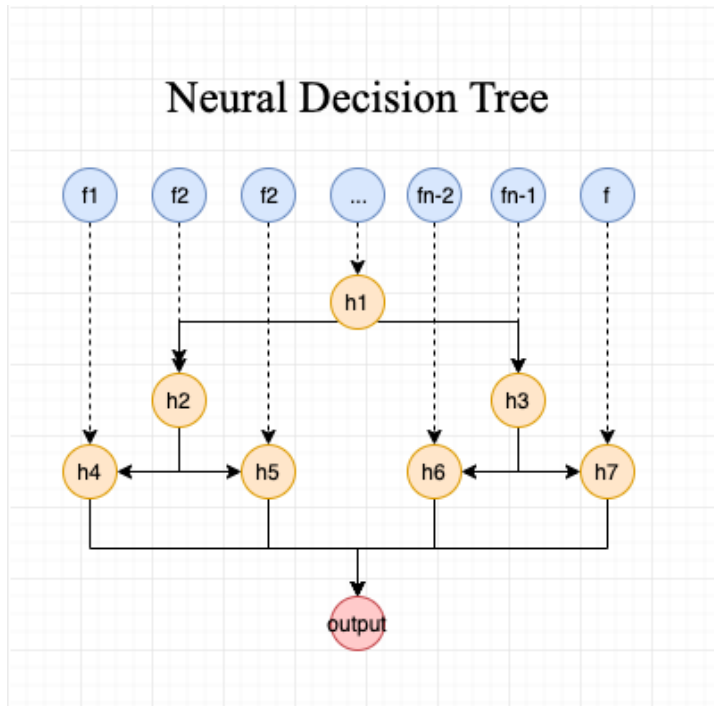 Neural Decision Tree
f1 f2 f2 ... fn-2 fn-1 f
h1
h2 h3
h4 h5 h6 h7
output